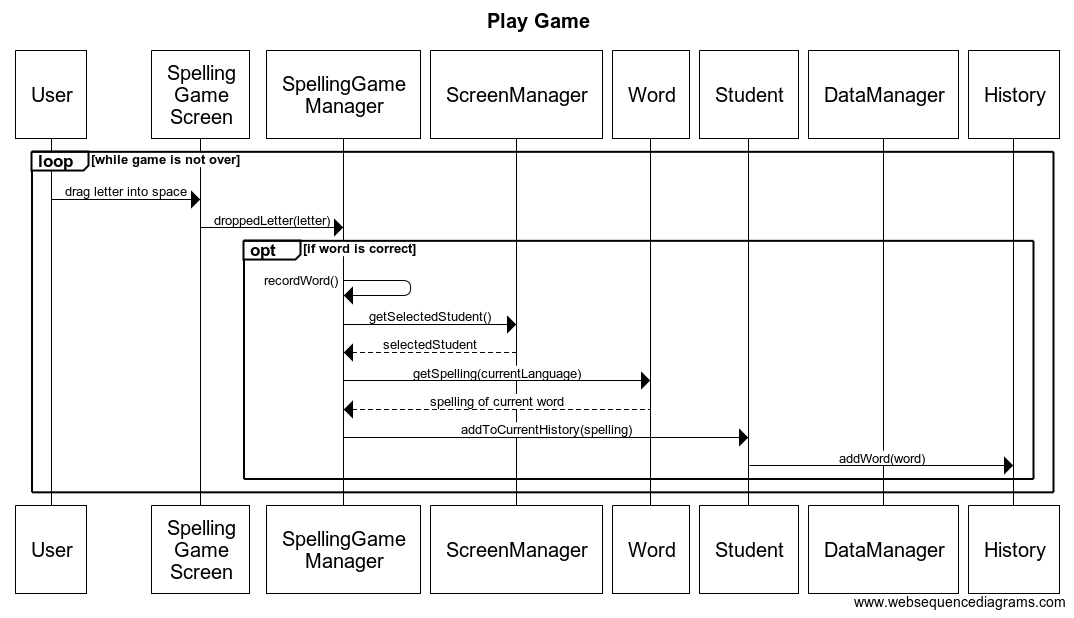 Play Game
User
Spelling
Game
Screen
SpellingGame
Manager
ScreenManager
Word
Student
DataManager
History
loop [while game is not over]
drag letter into space
droppedLetter(letter)
opt [if word is correct]
recordWord()
getSelectedStudent()
selectedStudent
getSpelling(currentLanguage)
spelling of current word
addToCurrentHistory(spelling)
addWord(word)
User
Spelling
Game
Screen
SpellingGame
Manager
ScreenManager
Word
Student
DataManager
History
www.websequencediagrams.com